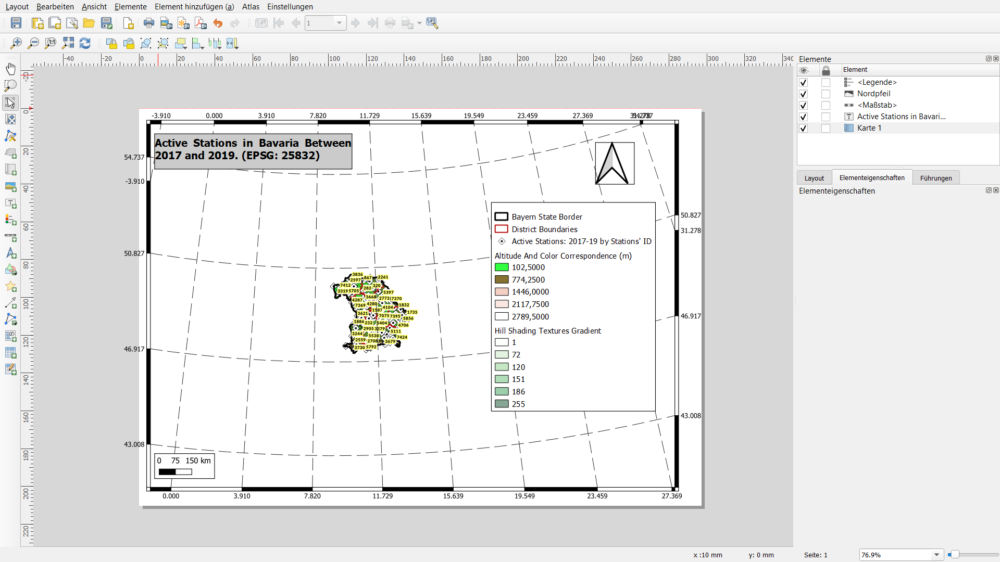 Layout Bearbeiten Ansicht Elemente Element hinzufügen (a) Atlas Einstellungen
1
1:1
-40 -20 0 20 40 60 80 100 120 140 160 180 200 220 240 260 280 300 320 340
-20
0
20
40
60
80
100
120
140
160
180
200
220
-3.910 0.000 3.910 7.820 11.729 15.639 19.549 23.459 27.369
Active Stations in Bavaria Between
2017 and 2019. (EPSG: 25832)
54.737
-3.910
50.827
46.917
43.008
50.827
31.278
46.917
43.008
Bayern State Border
District Boundaries
Active Stations: 2017-19 by Stations' ID
Altitude And Color Correspondence (m)
102,5000
774,2500
1446,0000
2117,7500
2789,5000
Hill Shading Textures Gradient
1
72
120
151
186
255
3836
867 2261
2597
7412 320
282
3319 5705 5397
3668
4287 2773 7370
7369 4280 1832
4104
1587
3621 1735
7075 7395
5856
1886 232 5404
4706
2905 3379
5111
3244 5538 7424
2559 2708 3679
3730 5792
0 75 150 km
0.000 3.910 7.820 11.729 15.639 19.549 23.459 27.369
Elemente
Element
<Legende>
Nordpfeil
<Maßstab>
Active Stations in Bavari...
Karte 1
Layout Elementeigenschaften Führungen
Elementeigenschaften
x :10 mm y: 0 mm Seite: 1 76.9%